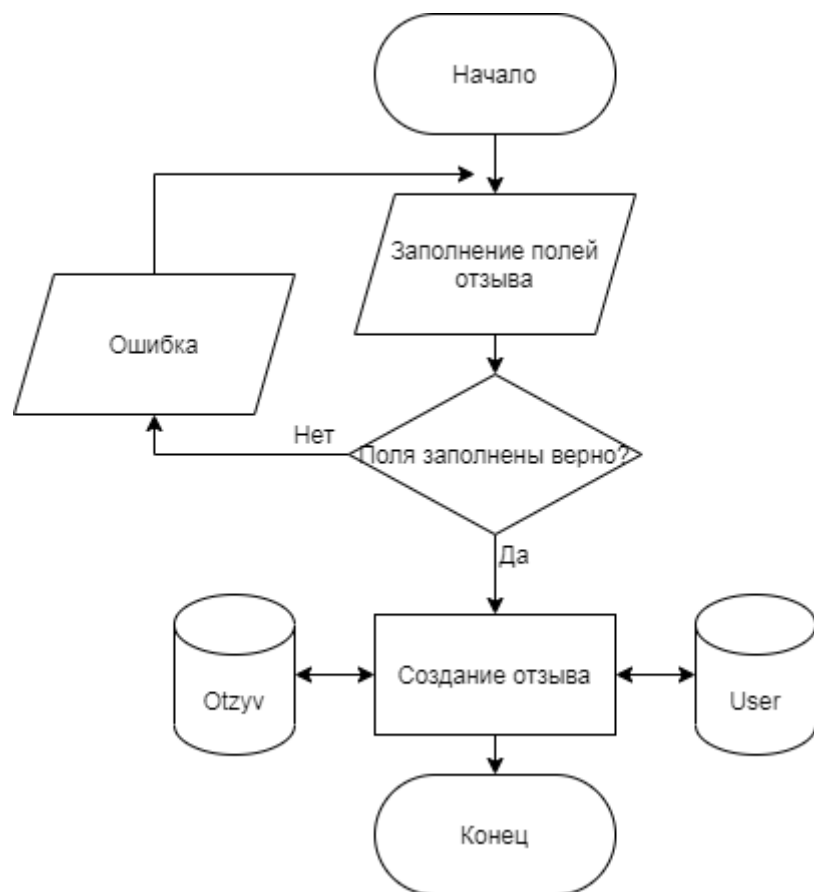 Начало
Заполнение полей
отзыва
Ошибка
Нет
Поля заполнены верно?
Да
Otzyv
Создание отзыва
User
Конец